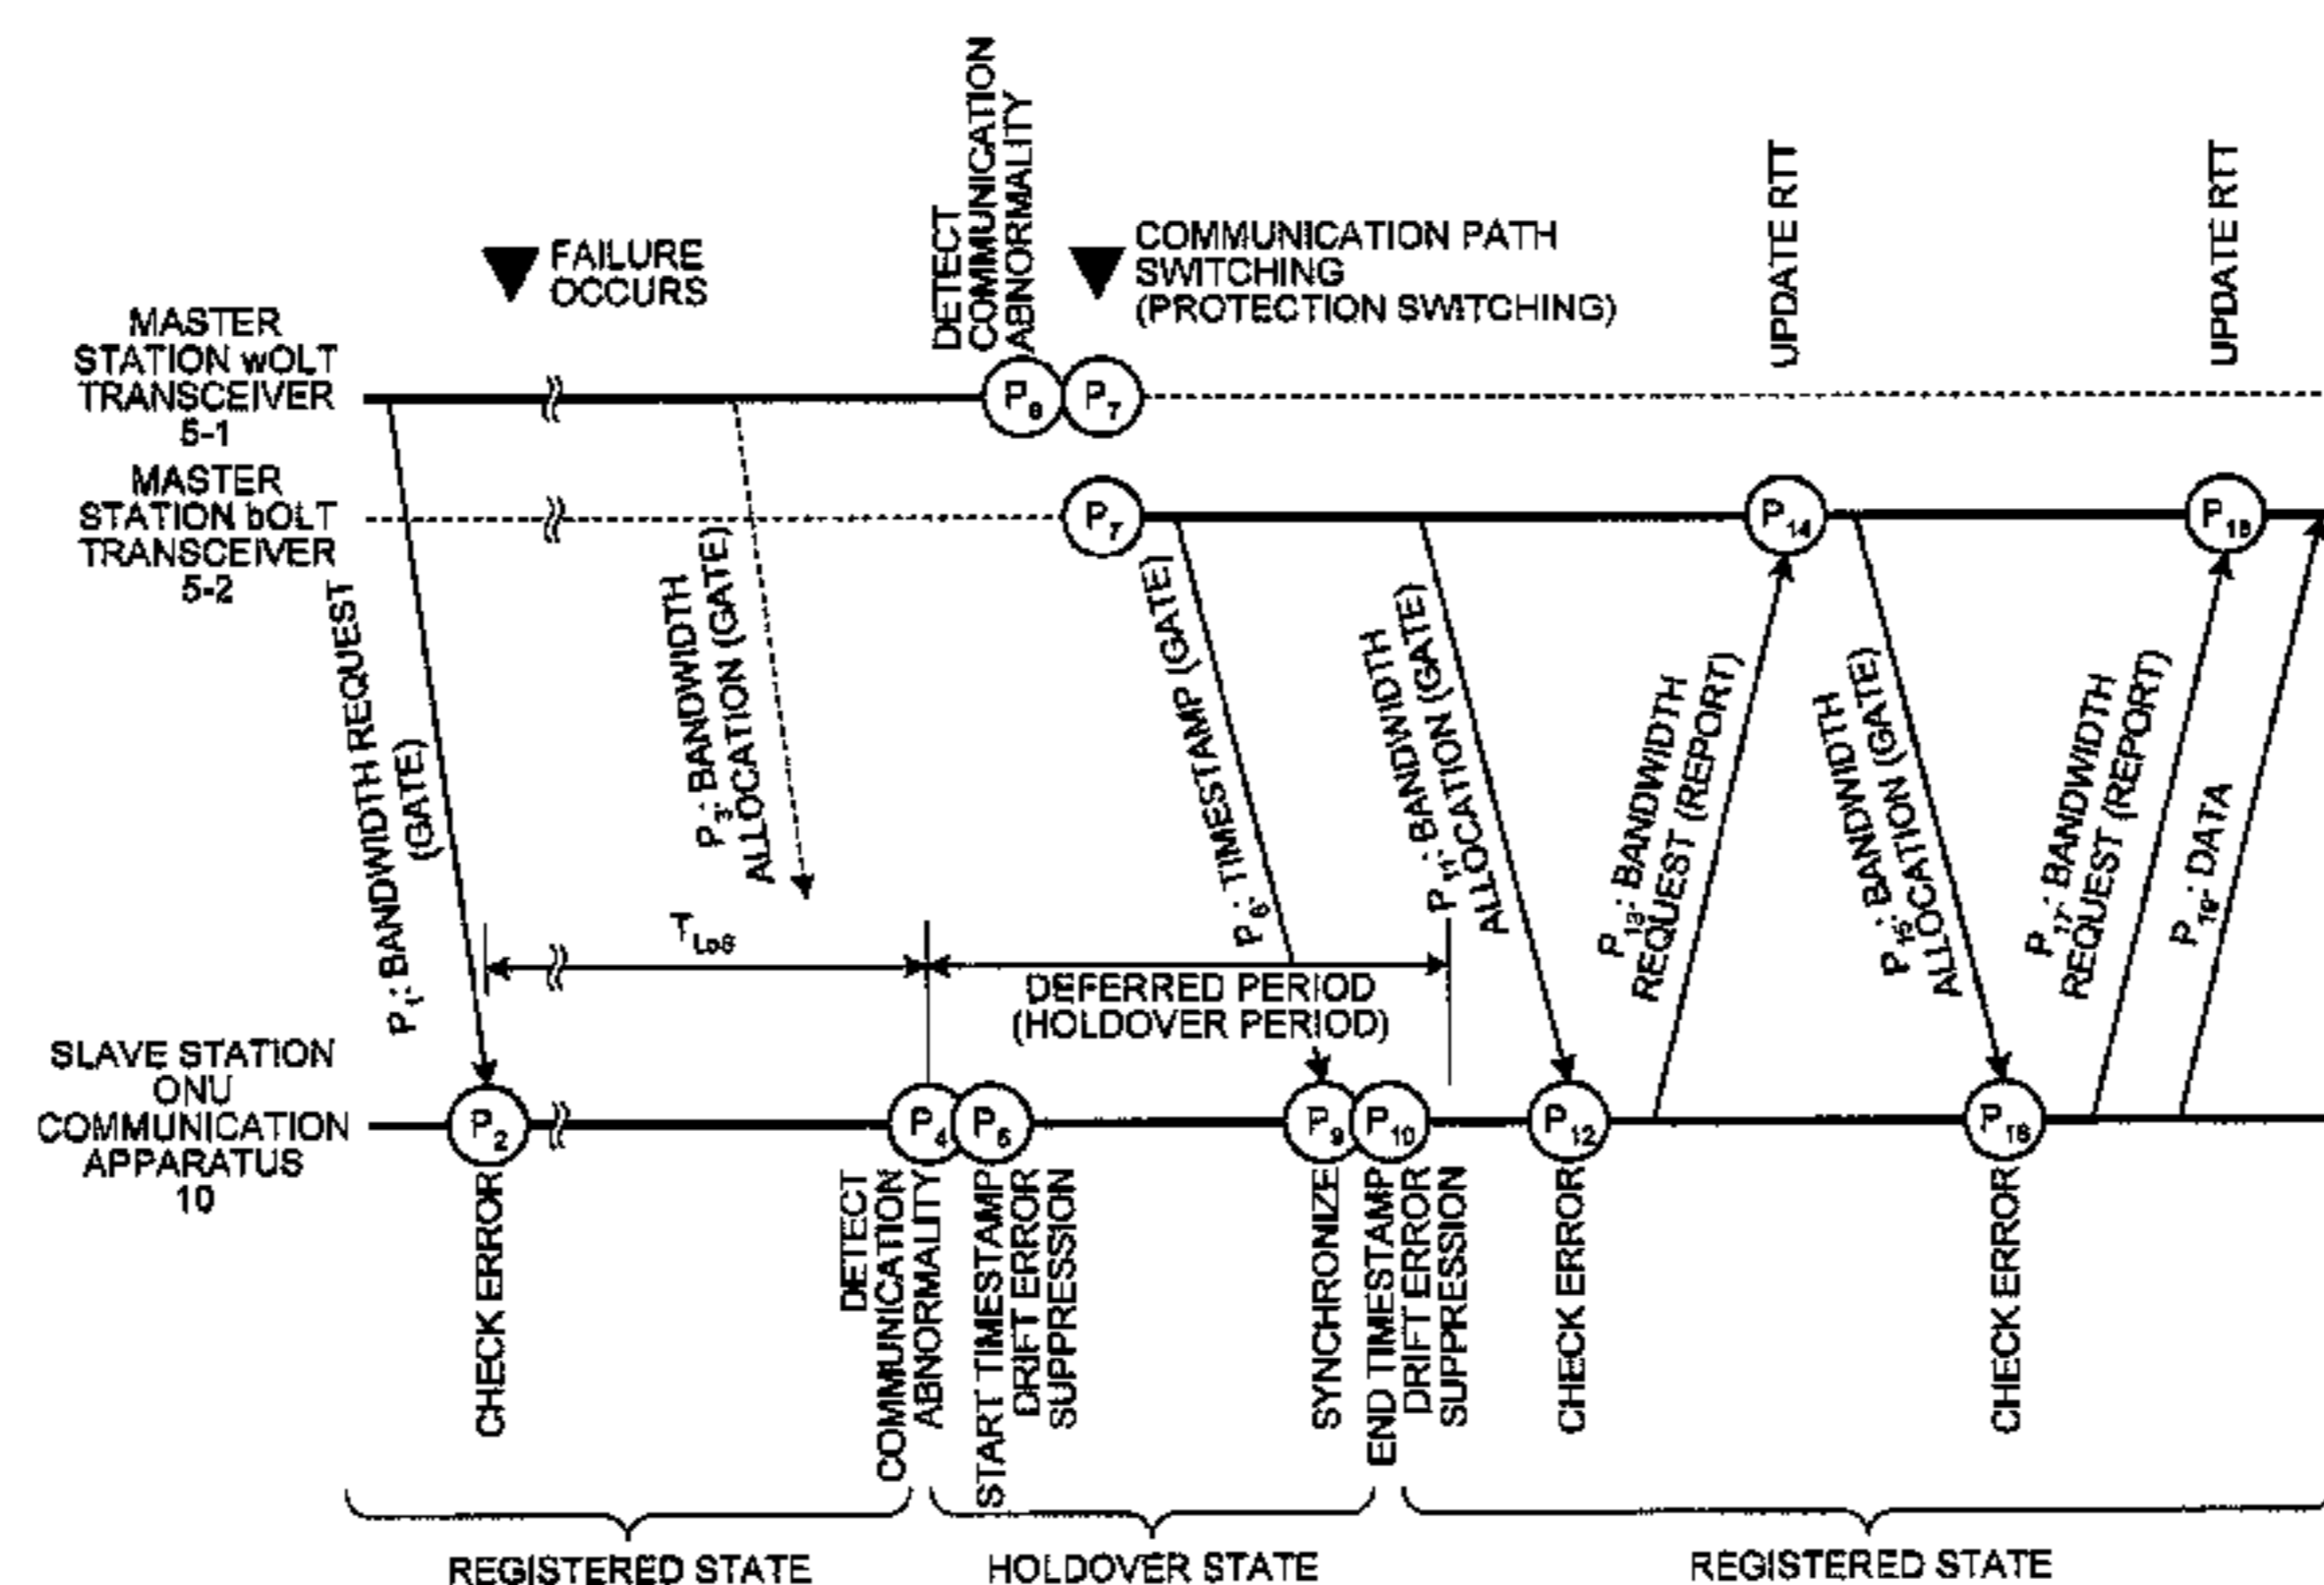 DETECT
COMMUNICATION
ABNORMALITY
UPDATE RTT
UPDATE RTT
FAILURE
OCCURS
COMMUNICATION PATH
SWITCHING
(PROTECTION SWITCHING)
MASTER
STATION wOLT
TRANSCEIVER
5-1
P6
P7
MASTER
STATION bOLT
TRANSCEIVER
5-2
P7
P14
P18
P1: BANDWIDTH REQUEST
(GATE)
P3: BANDWIDTH
ALLOCATION (GATE)
P8: TIMESTAMP (GATE)
P11: BANDWIDTH
ALLOCATION (GATE)
P13: BANDWIDTH
REQUEST (REPORT)
P15: BANDWIDTH
ALLOCATION (GATE)
P17: BANDWIDTH
REQUEST (REPORT)
P19: DATA
TLOS
DEFERRED PERIOD
(HOLDOVER PERIOD)
SLAVE STATION
ONU
COMMUNICATION
APPARATUS
10
P2
P4
P5
P9
P10
P12
P16
CHECK ERROR
DETECT
COMMUNICATION
ABNORMALITY
START TIMESTAMP
DRIFT ERROR
SUPPRESSION
SYNCHRONIZE
END TIMESTAMP
DRIFT ERROR
SUPPRESSION
CHECK ERROR
CHECK ERROR
REGISTERED STATE
HOLDOVER STATE
REGISTERED STATE